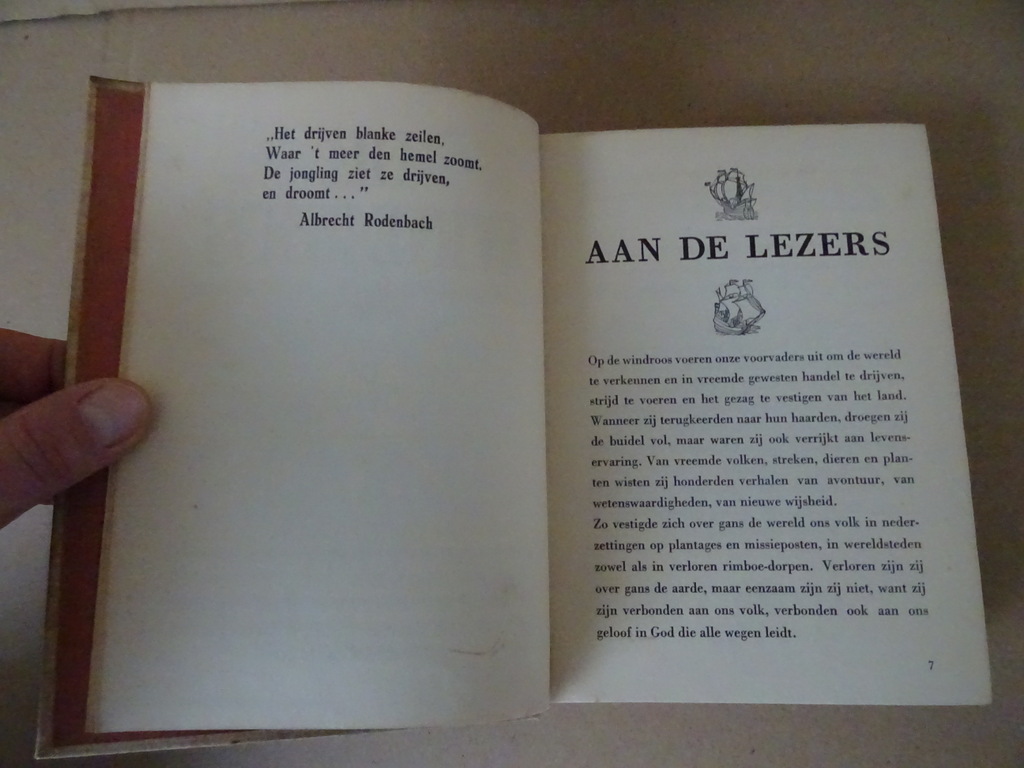 „Het drijven blanke zeilen,
Waar 't meer den hemel zoomt.
De jongling ziet ze drijven,
en droomt . . . ”
Albrecht Rodenbach
AAN DE LEZERS
Op de windroos voeren onze voorvaders uit om de wereld
te verkennen en in vreemde gewesten handel te drijven,
strijd te voeren en het gezag te vestigen van het land.
Wanneer zij terugkeerden naar hun haarden, droegen zij
de buidel vol, maar waren zij ook verrijkt aan levens-
ervaring. Van vreemde volken, streken, dieren en plan-
ten wisten zij honderden verhalen van avontuur, van
wetenswaardigheden, van nieuwe wijsheid.
Zo vestigde zich over gans de wereld ons volk in neder-
zettingen op plantages en missieposten, in wereldsteden
zowel als in verloren rimboe-dorpen. Verloren zijn zij
over gans de aarde, maar eenzaam zijn zij niet, want zij
zijn verbonden aan ons volk, verbonden ook aan ons
geloof in God die alle wegen leidt.
7